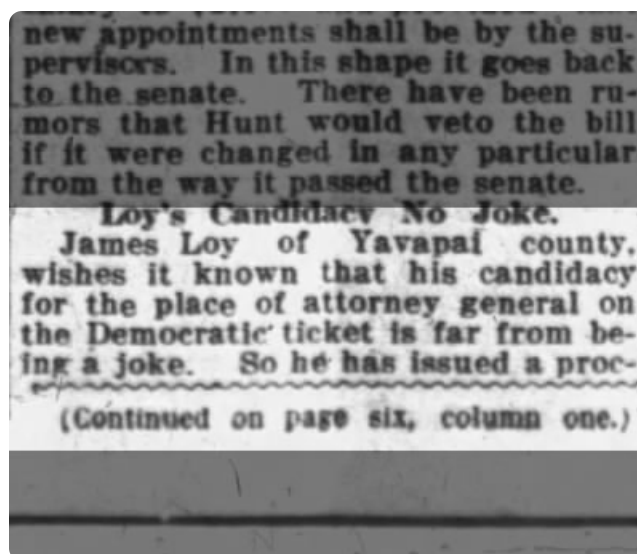 new appointments shall be by the su-
pervisors. In this shape it goes back
to the senate. There have been ru-
mors that Hunt would veto the bill
if it were changed in any particular
from the way it passed the senate.
Loy's Candidacy No Joke.
James Loy of Yavapai county,
wishes it known that his candidacy
for the place of attorney general on
the Democratic ticket is far from be-
ing a joke. So he has issued a proc-
(Continued on page six, column one.)